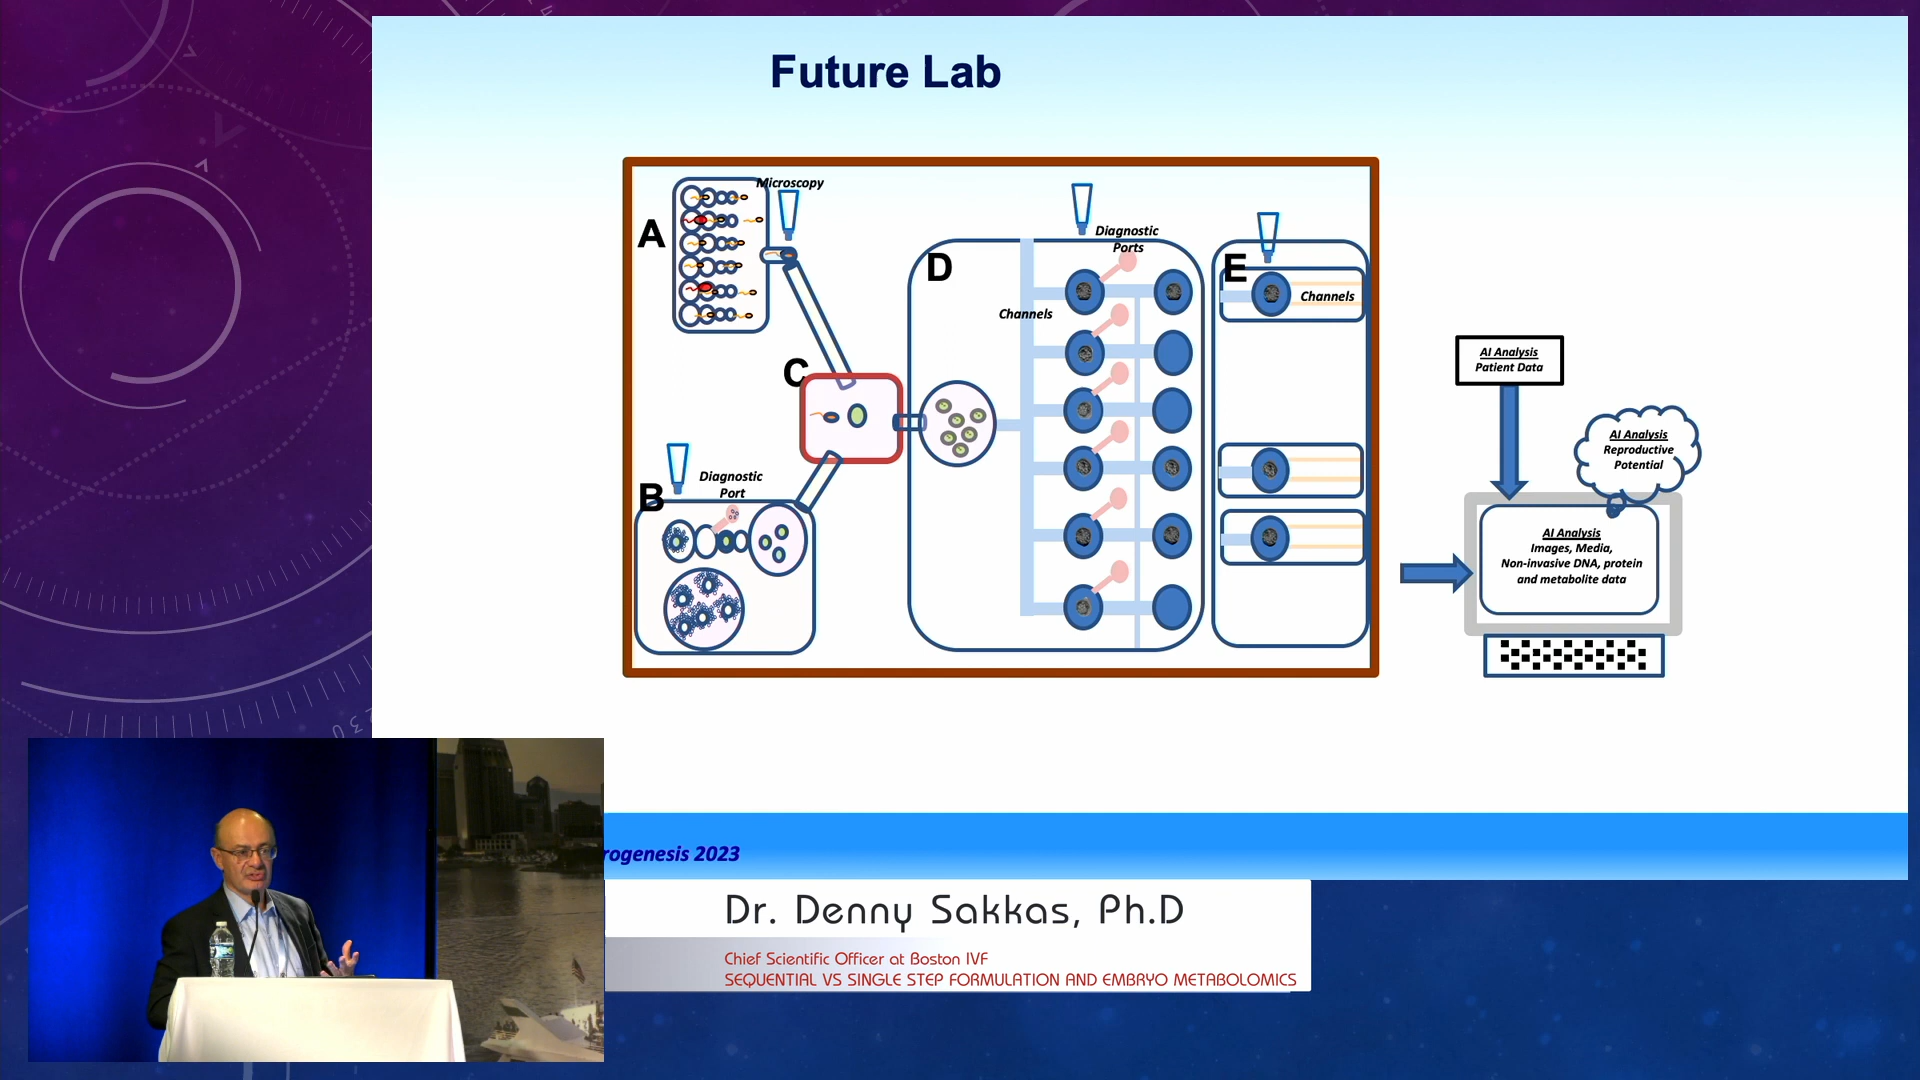 Future Lab
A
Microscopy
B
Diagnostic
Port
C
D
Diagnostic
Ports
Channels
E
Channels
AI Analysis
Patient Data
AI Analysis
Reproductive
Potential
AI Analysis
Images, Media,
Non-invasive DNA, protein
and metabolite data
rogenesis 2023
Dr. Denny Sakkas, Ph.D
Chief Scientific Officer at Boston IVF
SEQUENTIAL VS SINGLE STEP FORMULATION AND EMBRYO METABOLOMICS